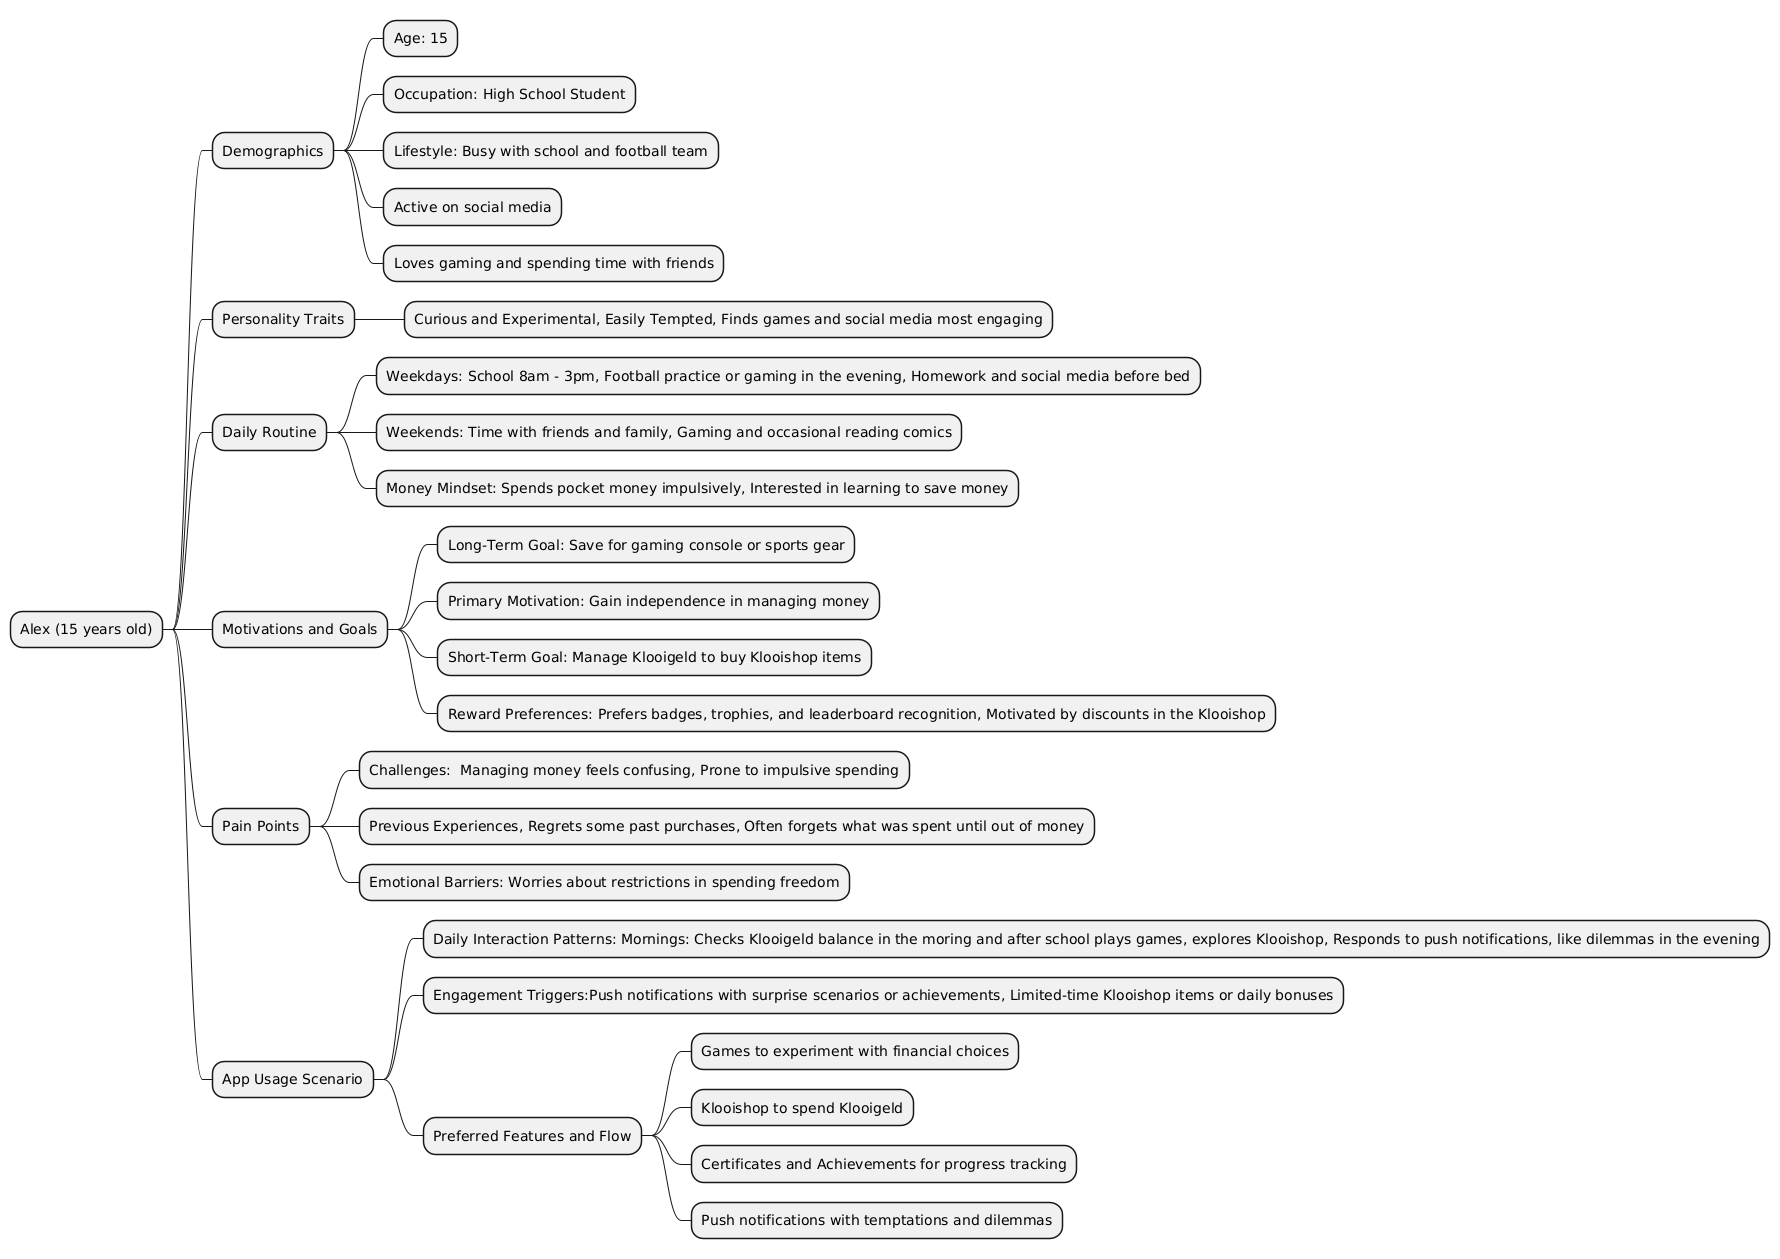 Alex (15 years old)
Demographics
Age: 15
Occupation: High School Student
Lifestyle: Busy with school and football team
Active on social media
Loves gaming and spending time with friends
Personality Traits
Curious and Experimental, Easily Tempted, Finds games and social media most engaging
Daily Routine
Weekdays: School 8am - 3pm, Football practice or gaming in the evening, Homework and social media before bed
Weekends: Time with friends and family, Gaming and occasional reading comics
Money Mindset: Spends pocket money impulsively, Interested in learning to save money
Motivations and Goals
Long-Term Goal: Save for gaming console or sports gear
Primary Motivation: Gain independence in managing money
Short-Term Goal: Manage Klooigeld to buy Klooishop items
Reward Preferences: Prefers badges, trophies, and leaderboard recognition, Motivated by discounts in the Klooishop
Pain Points
Challenges:  Managing money feels confusing, Prone to impulsive spending
Previous Experiences, Regrets some past purchases, Often forgets what was spent until out of money
Emotional Barriers: Worries about restrictions in spending freedom
App Usage Scenario
Daily Interaction Patterns: Mornings: Checks Klooigeld balance in the moring and after school plays games, explores Klooishop, Responds to push notifications, like dilemmas in the evening
Engagement Triggers:Push notifications with surprise scenarios or achievements, Limited-time Klooishop items or daily bonuses
Preferred Features and Flow
Games to experiment with financial choices
Klooishop to spend Klooigeld
Certificates and Achievements for progress tracking
Push notifications with temptations and dilemmas